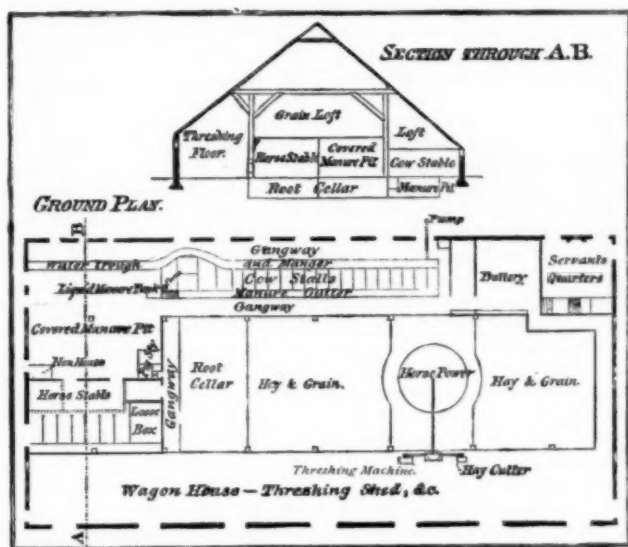 SECTION THROUGH A.B.
Grain Loft
Loft
Threshing
Floor.
Horse Stable
Covered
Manure Pit
Cow Stable
Root Cellar
Manure Pit
GROUND PLAN.
B
Pump
Gangway
Water trough
and Manger
Cow Stalls
Liquid Manure Tank
Manure Gutter
Gangway
Buttery
Servants
Quarters
Covered Manure Pit
Hen House
Horse Stable
Loose
Box
Gangway
Root
Cellar
Hey & Grain.
Horse Power
Hay & Grain.
Threshing Machine.
Hay Cutter
Wagon House – Threshing Shed, &c.
A